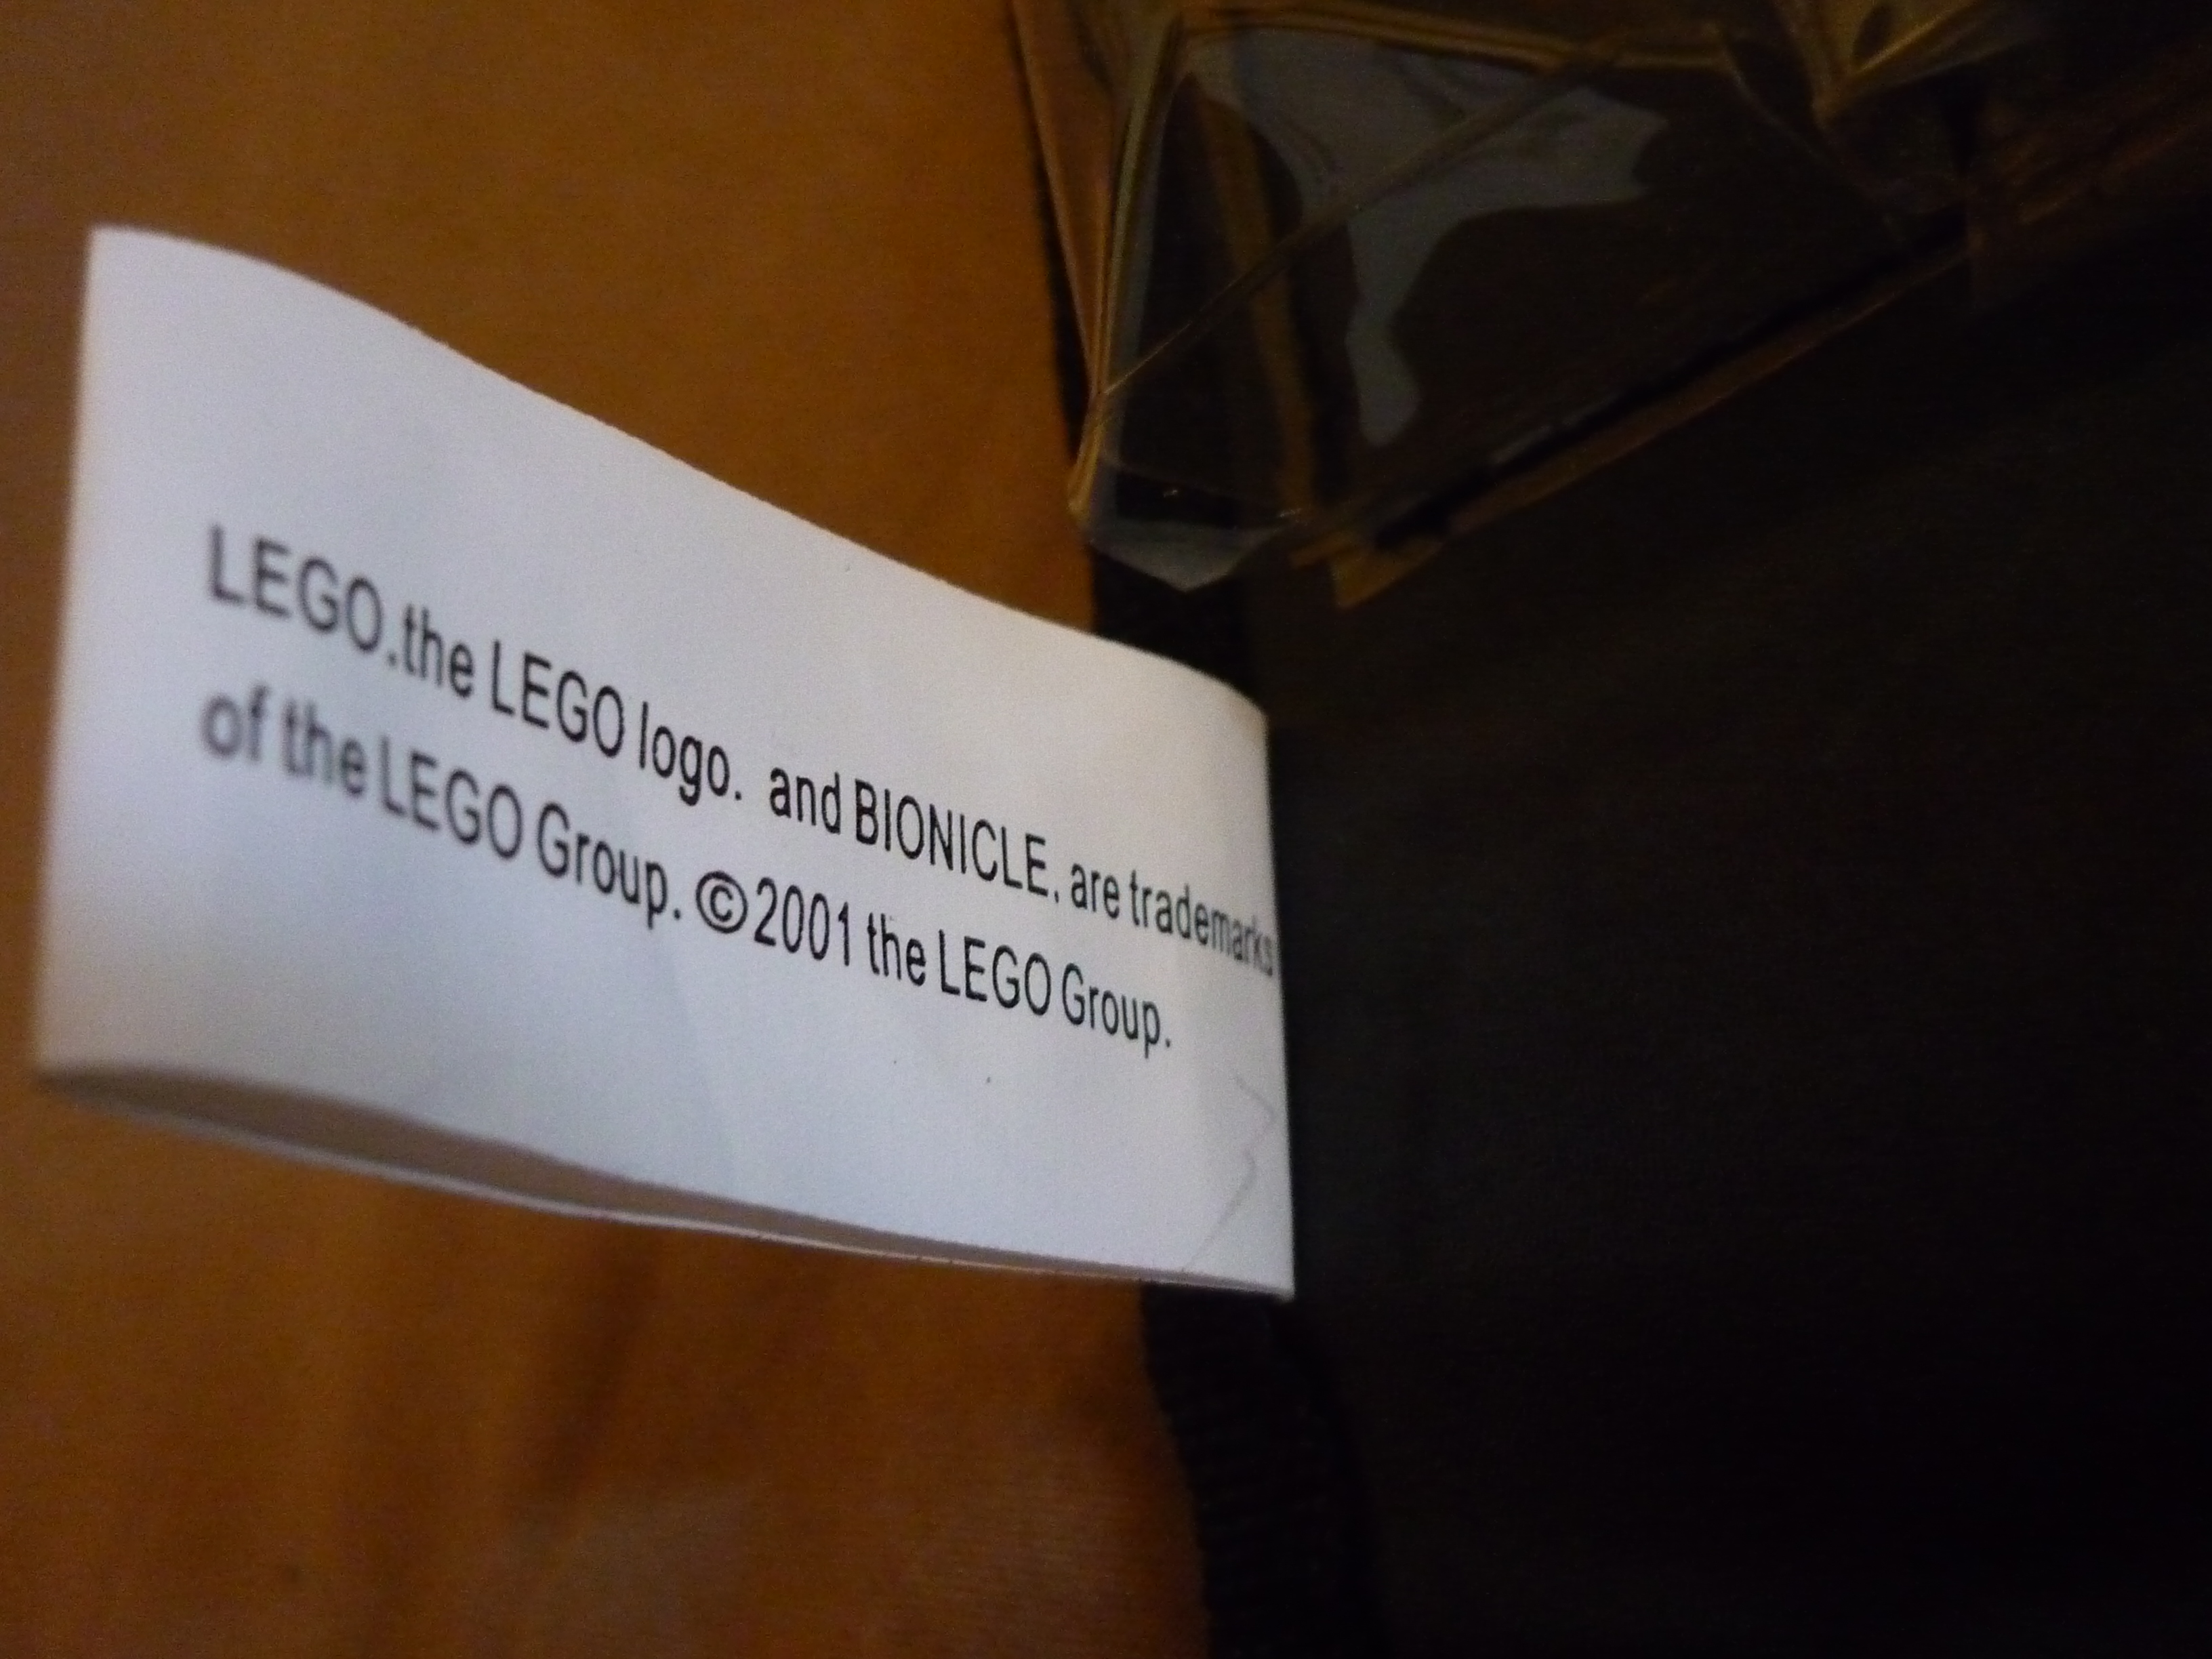 LEGO.the LEGO logo. and BIONICLE. are trademarks
of the LEGO Group. ©2001 the LEGO Group.